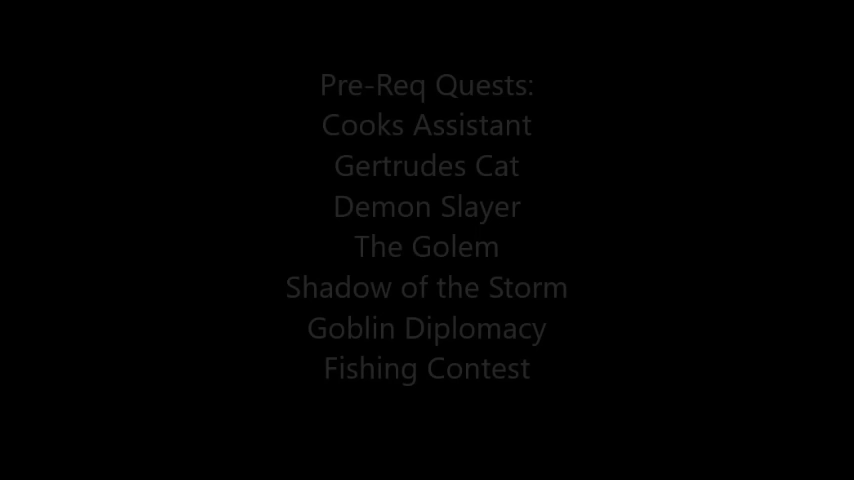 Pre-Req Quests:
Cooks Assistant
Gertrudes Cat
Demon Slayer
The Golem
Shadow of the Storm
Goblin Diplomacy
Fishing Contest